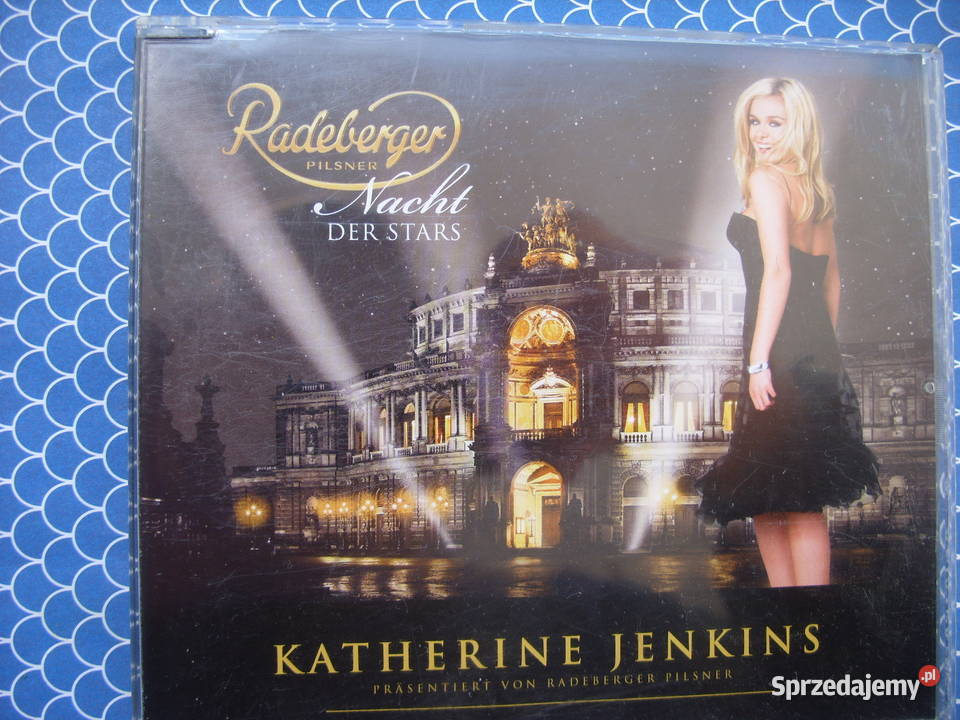 Radeberger
PILSNER
Nacht
DER STARS
KATHERINE JENKINS
PRÄSENTIERT VON RADEBERGER PILSNER
Sprzedajemy.pl